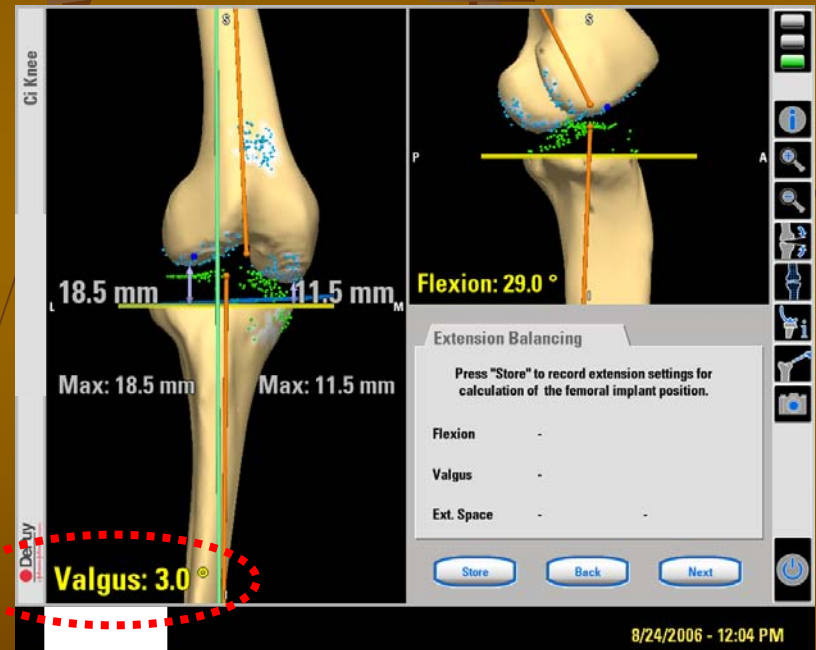 Ci Knee
S
18.5 mm
11.5 mm
L
M
Max: 18.5 mm
Max: 11.5 mm
DePuy
Valgus: 3.0 °
I
S
P
A
Flexion: 29.0 °
I
i
i
Extension Balancing
Press "Store" to record extension settings for
calculation of the femoral implant position.
Flexion -
Valgus -
Ext. Space - -
Store Back Next
8/24/2006 - 12:04 PM